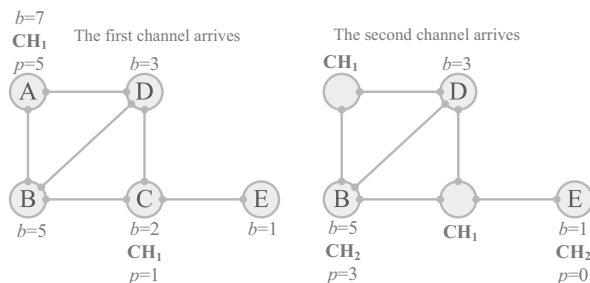 b=7
CH₁
p=5
The first channel arrives
b=3
A
D
B
C
E
b=5
b=2
b=1
CH₁
p=1
The second channel arrives
CH₁
b=3
D
B
E
b=5
CH₂
p=3
CH₁
b=1
CH₂
p=0